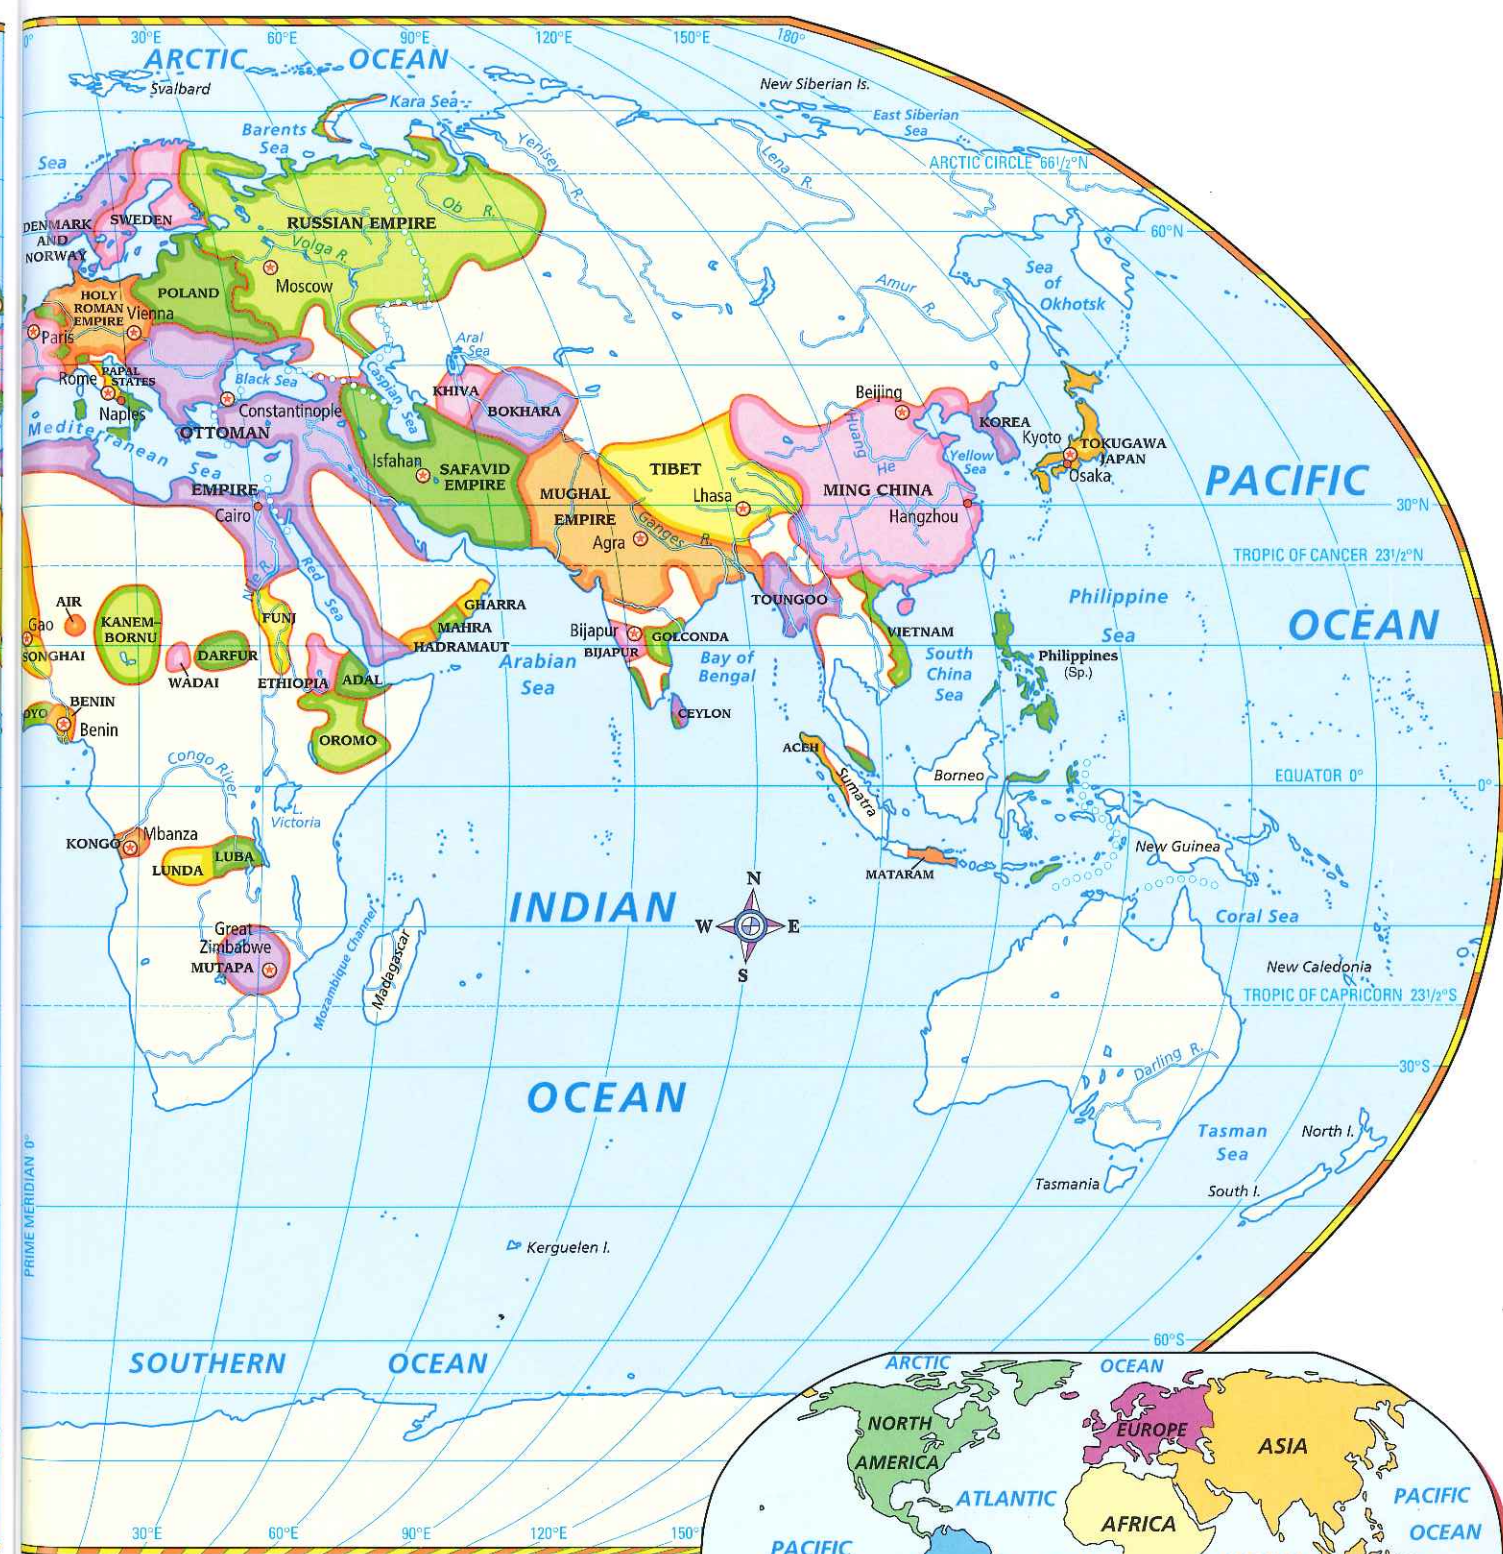 0°
30°E
60°E
90°E
120°E
150°E
180°
ARCTIC OCEAN
Svalbard
Kara Sea
New Siberian Is.
East Siberian
Sea
Barents
Sea
Sea
Yenisey R.
Lena R.
ARCTIC CIRCLE 66½°N
Ob R.
DENMARK
AND
NORWAY
SWEDEN
RUSSIAN EMPIRE
60°N
Volga R.
Moscow
Sea
of
Okhotsk
Amur R.
HOLY
ROMAN
EMPIRE
POLAND
Vienna
Paris
Aral
Sea
Rome
PAPAL
STATES
Black Sea
Caspian Sea
KHIVA
BOKHARA
Beijing
Naples
Constantinople
Huang He
KOREA
Kyoto
TOKUGAWA
JAPAN
Mediterranean Sea
OTTOMAN
EMPIRE
Isfahan
SAFAVID
EMPIRE
TIBET
Yellow
Sea
Osaka
PACIFIC
MUGHAL
EMPIRE
Lhasa
MING CHINA
Cairo
Hangzhou
30°N
Agra
Ganges R.
TROPIC OF CANCER 23½°N
Nile R.
Red Sea
AIR
GHARRA
TOUNGOO
Philippine
Sea
Gao
KANEM-
BORNU
FUNJ
MAHRA
Bijapur
GOLCONDA
VIETNAM
OCEAN
SONGHAI
DARFUR
HADRAMAUT
BIJAPUR
WADAI
ETHIOPIA
ADAL
Arabian
Sea
Bay of
Bengal
South
China
Sea
Philippines
(Sp.)
BENIN
OYO
Benin
CEYLON
OROMO
ACEH
Congo River
Sumatra
Borneo
EQUATOR 0°
0°
L.
Victoria
KONGO
Mbanza
LUNDA
LUBA
MATARAM
New Guinea
N
INDIAN
W
E
S
Coral Sea
Great
Zimbabwe
MUTAPA
Mozambique Channel
Madagascar
New Caledonia
TROPIC OF CAPRICORN 23½°S
Darling R.
30°S
OCEAN
Tasman
Sea
North I.
Tasmania
South I.
PRIME MERIDIAN 0°
Kerguelen I.
60°S
SOUTHERN OCEAN
30°E
60°E
90°E
120°E
150°
ARCTIC OCEAN
NORTH
AMERICA
EUROPE
ASIA
ATLANTIC
AFRICA
PACIFIC
OCEAN
PACIFIC